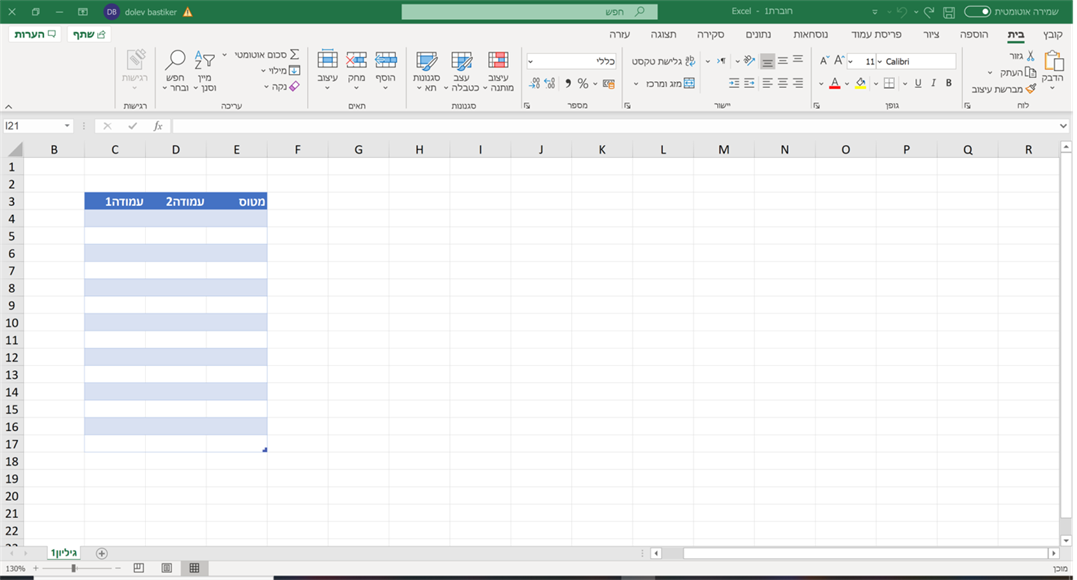 שמירה אוטומטית
חוברת1 - Excel
חפש
dolev bastiker
DB
קובץ בית הוספה ציור פריסת עמוד נוסחאות נתונים סקירה תצוגה עזרה
שתף
הערות
הדבק
גזור
העתק
מברשת עיצוב
לוח
Calibri 11
B I U
גופן
גלישת טקסט
מזג ומרכז
יישור
כללי
מספר
עיצוב מותנה
עצב כטבלה
סגנונות תא
סגנונות
הוסף
מחק
עיצוב
תאים
סכום אוטומטי
מילוי
נקה
מיין וסנן
חפש ובחר
עריכה
רגישות
רגישות
I21
fx
B C D E F G H I J K L M N O P Q R
1
2
3 עמודה1 עמודה2 מטוס
4
5
6
7
8
9
10
11
12
13
14
15
16
17
18
19
20
21
22
23
גיליון1
130%
מוכן